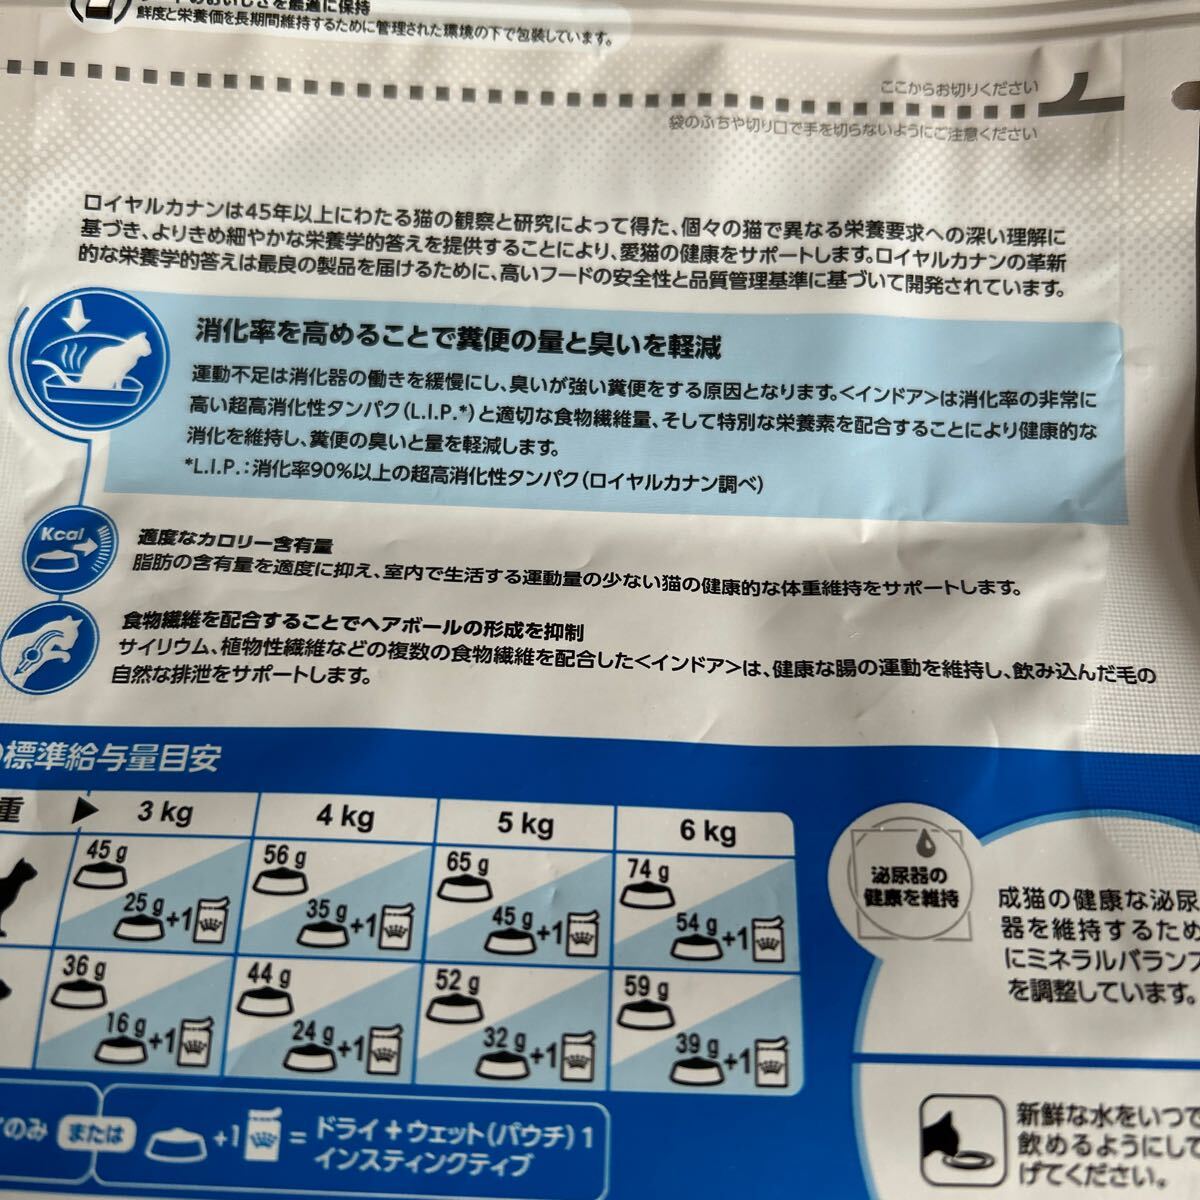 鮮度と栄養価を長期間維持するために管理された環境の下で包装しています。
ここからお切りください
袋のふちや切り口で手を切らないようにご注意ください
ロイヤルカナンは45年以上にわたる猫の観察と研究によって得た、個々の猫で異なる栄養要求への深い理解に
基づき、よりきめ細やかな栄養学的答えを提供することにより、愛猫の健康をサポートします。ロイヤルカナンの革新
的な栄養学的答えは最良の製品を届けるために、高いフードの安全性と品質管理基準に基づいて開発されています。
消化率を高めることで糞便の量と臭いを軽減
運動不足は消化器の働きを緩慢にし、臭いが強い糞便をする原因となります。<インドア>は消化率の非常に
高い超高消化性タンパク(L.I.P.*)と適切な食物繊維量、そして特別な栄養素を配合することにより健康的な
消化を維持し、糞便の臭いと量を軽減します。
*L.I.P.:消化率90%以上の超高消化性タンパク(ロイヤルカナン調べ)
Kcal
適度なカロリー含有量
脂肪の含有量を適度に抑え、室内で生活する運動量の少ない猫の健康的な体重維持をサポートします。
食物繊維を配合することでヘアボールの形成を抑制
サイリウム、植物性繊維などの複数の食物繊維を配合した<インドア>は、健康な腸の運動を維持し、飲み込んだ毛の
自然な排泄をサポートします。
標準給与量目安
重 ▶ 3 kg 4 kg 5 kg 6 kg
45 g 56 g 65 g 74 g
25 g+1 35 g+1 45 g+1 54 g+1
36 g 44 g 52 g 59 g
16 g+1 24 g+1 32 g+1 39 g+1
のみ または +1 = ドライ+ウェット(パウチ)1
インスティンクティブ
泌尿器の
健康を維持
成猫の健康な泌尿
器を維持するため
にミネラルバランス
を調整しています。
新鮮な水をいつで
飲めるようにして
げてください。